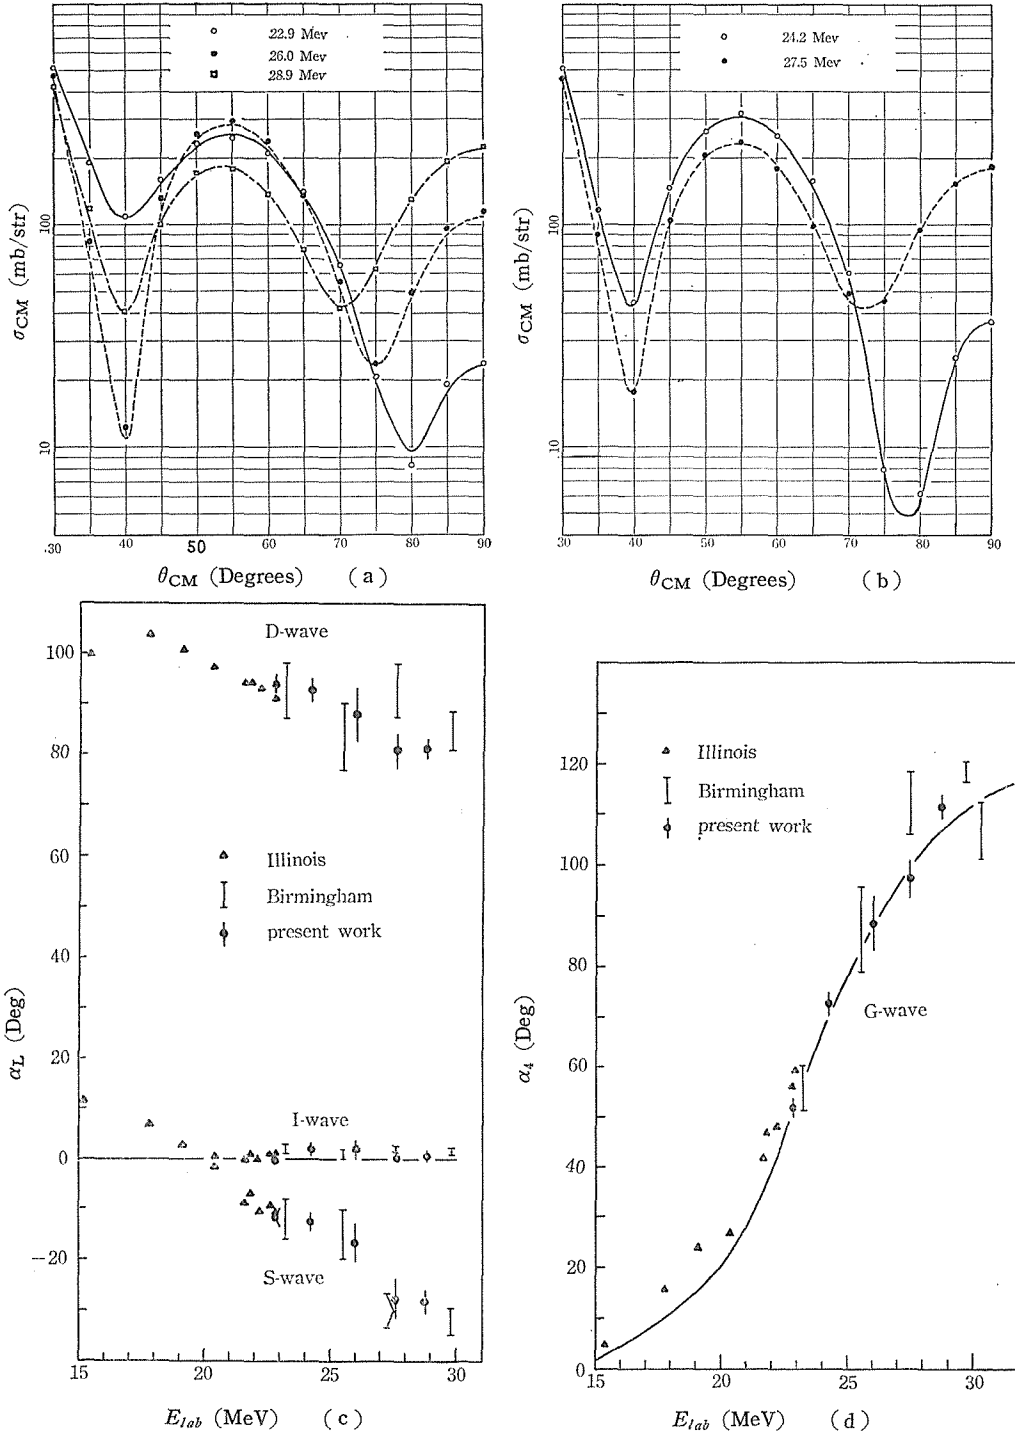 22.9 Mev
26.0 Mev
28.9 Mev
σCM (mb/str)
100
10
30 40 50 60 70 80 90
θCM (Degrees) (a)
24.2 Mev
27.5 Mev
σCM (mb/str)
100
10
30 40 50 60 70 80 90
θCM (Degrees) (b)
D-wave
Illinois
Birmingham
present work
I-wave
S-wave
αL (Deg)
100
80
60
40
20
0
−20
15 20 25 30
Elab (MeV) (c)
Illinois
Birmingham
present work
G-wave
α4 (Deg)
120
100
80
60
40
20
0
15 20 25 30
Elab (MeV) (d)